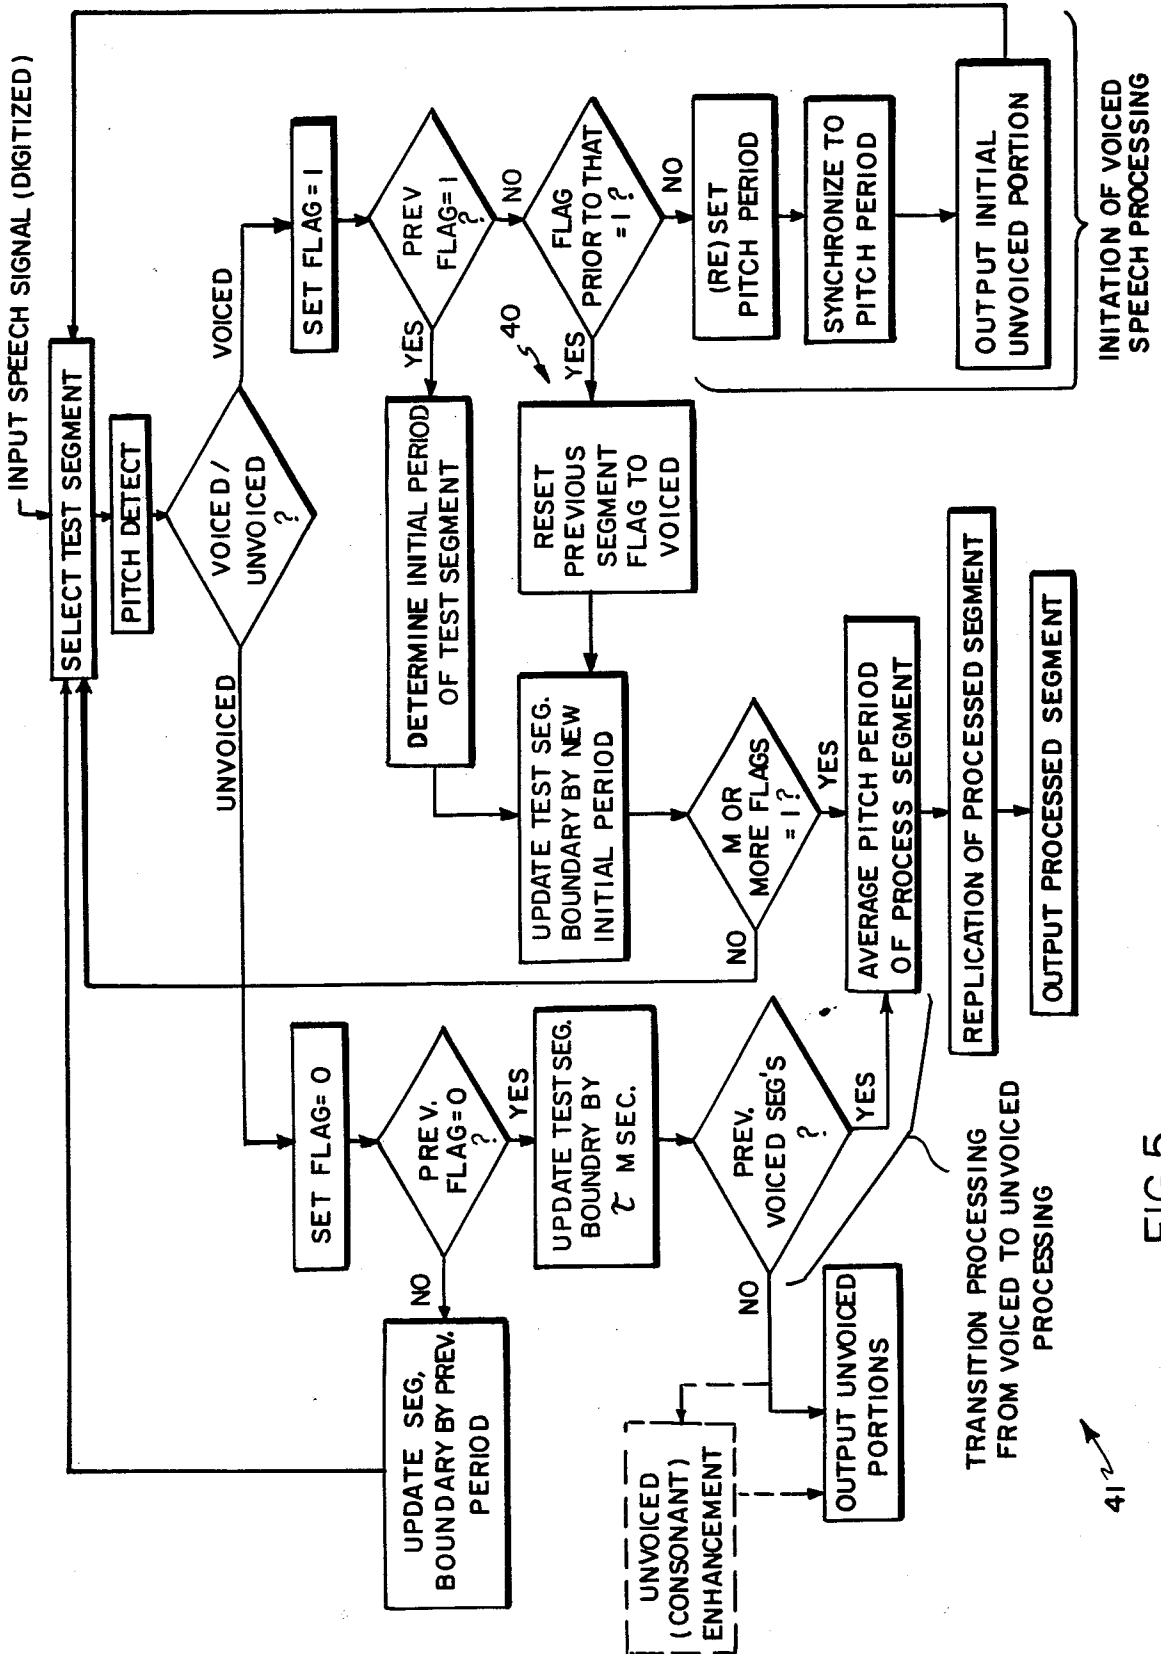 INPUT SPEECH SIGNAL (DIGITIZED)
SELECT TEST SEGMENT
PITCH DETECT
VOICED /
UNVOICED
?
UNVOICED
VOICED
SET FLAG = 0
PREV.
FLAG = 0
?
NO
YES
UPDATE SEG,
BOUNDARY BY PREV.
PERIOD
UPDATE TEST SEG.
BOUNDRY BY
τ MSEC.
PREV.
VOICED SEG'S
?
NO
YES
UNVOICED
(CONSONANT)
ENHANCEMENT
OUTPUT UNVOICED
PORTIONS
TRANSITION PROCESSING
FROM VOICED TO UNVOICED
PROCESSING
SET FLAG = 1
PREV
FLAG = 1
?
YES
NO
DETERMINE INITIAL PERIOD
OF TEST SEGMENT
FLAG
PRIOR TO THAT
= 1 ?
YES
NO
40
RESET
PREVIOUS
SEGMENT
FLAG TO
VOICED
UPDATE TEST SEG.
BOUNDARY BY NEW
INITIAL PERIOD
M OR
MORE FLAGS
= 1 ?
NO
YES
AVERAGE PITCH PERIOD
OF PROCESS SEGMENT
REPLICATION OF PROCESSED SEGMENT
OUTPUT PROCESSED SEGMENT
(RE) SET
PITCH PERIOD
SYNCHRONIZE TO
PITCH PERIOD
OUTPUT INITIAL
UNVOICED PORTION
INITATION OF VOICED
SPEECH PROCESSING
41
FIG 5